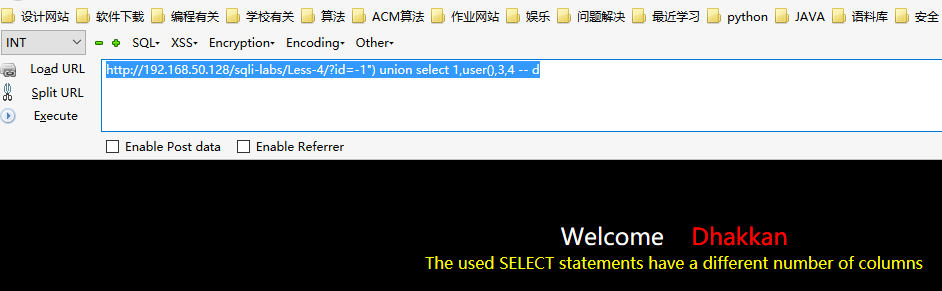 设计网站 软件下载 编程有关 学校有关 算法 ACM算法 作业网站 娱乐 问题解决 最近学习 python JAVA 语料库 安全
INT SQL XSS Encryption Encoding Other
Load URL http://192.168.50.128/sqli-labs/Less-4/?id=-1") union select 1,user(),3,4 -- d
Split URL
Execute
Enable Post data Enable Referrer
Welcome Dhakkan
The used SELECT statements have a different number of columns